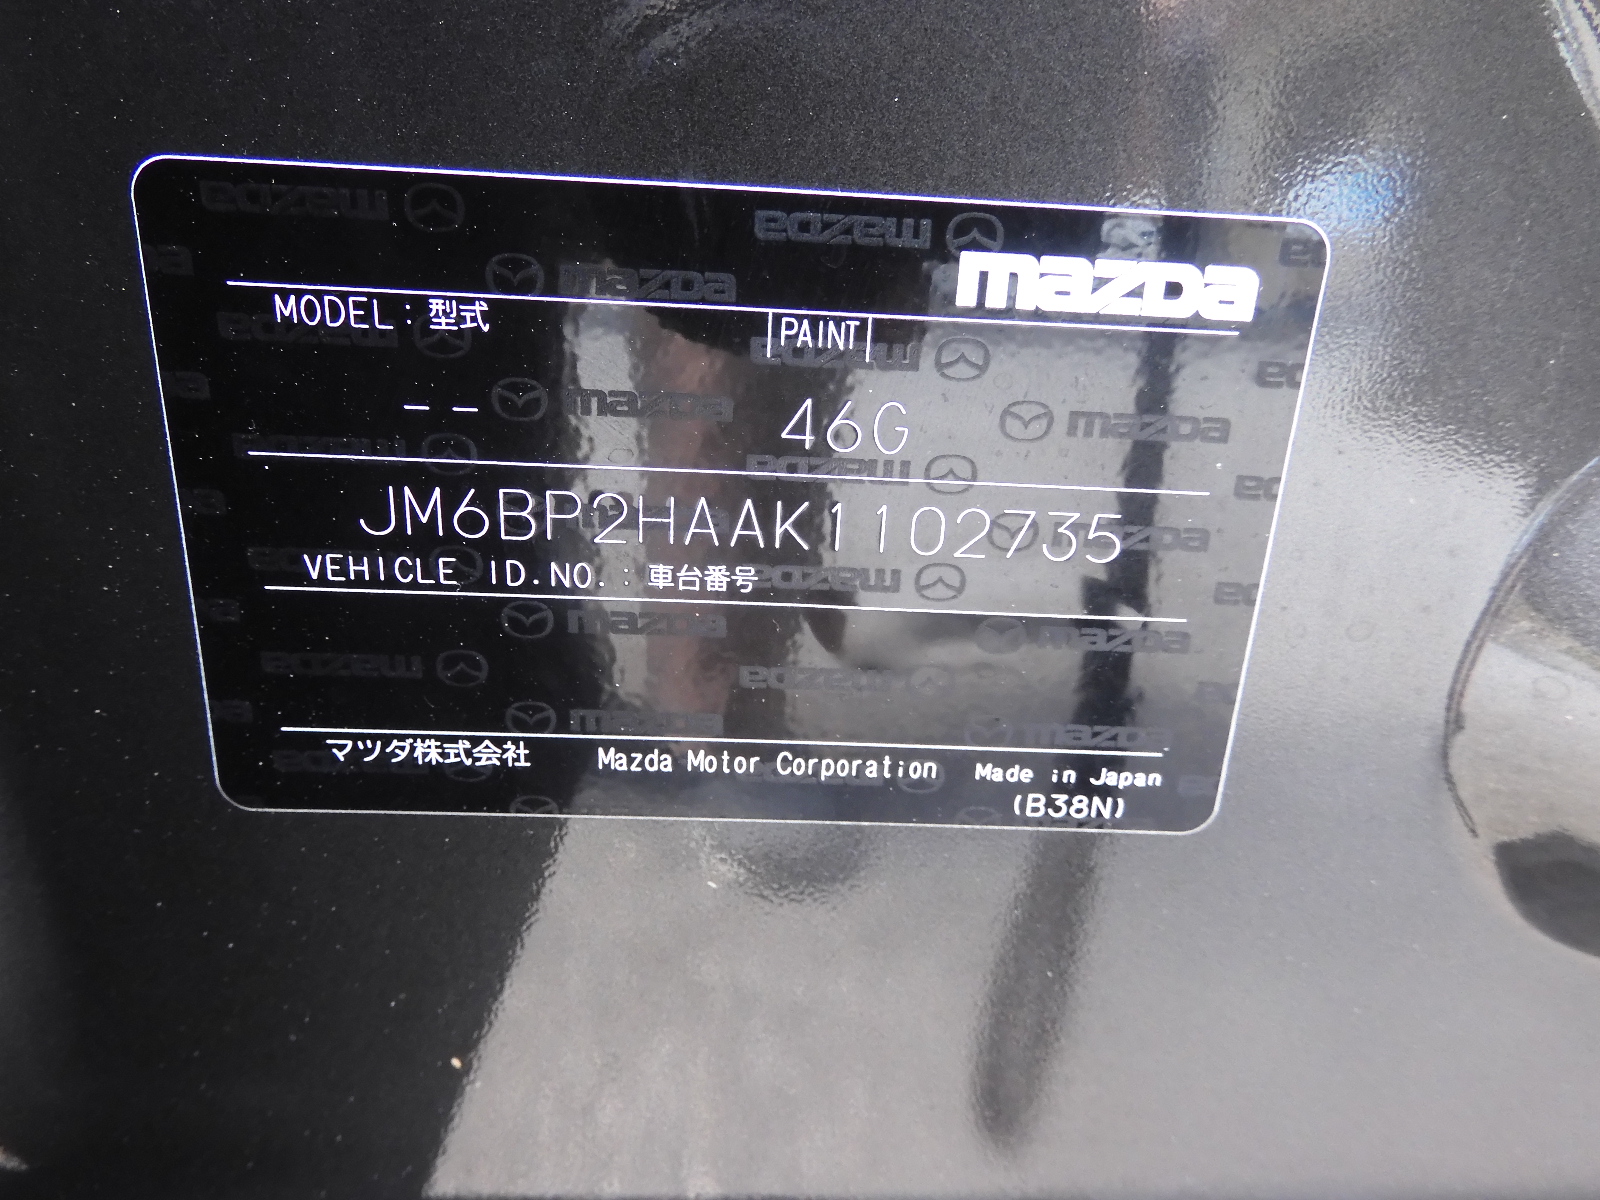 mazda
MODEL : 型式
PAINT
-- 46G
JM6BP2HAAK1102735
VEHICLE ID.NO. : 車台番号
マツダ株式会社 Mazda Motor Corporation Made in Japan
(B38N)